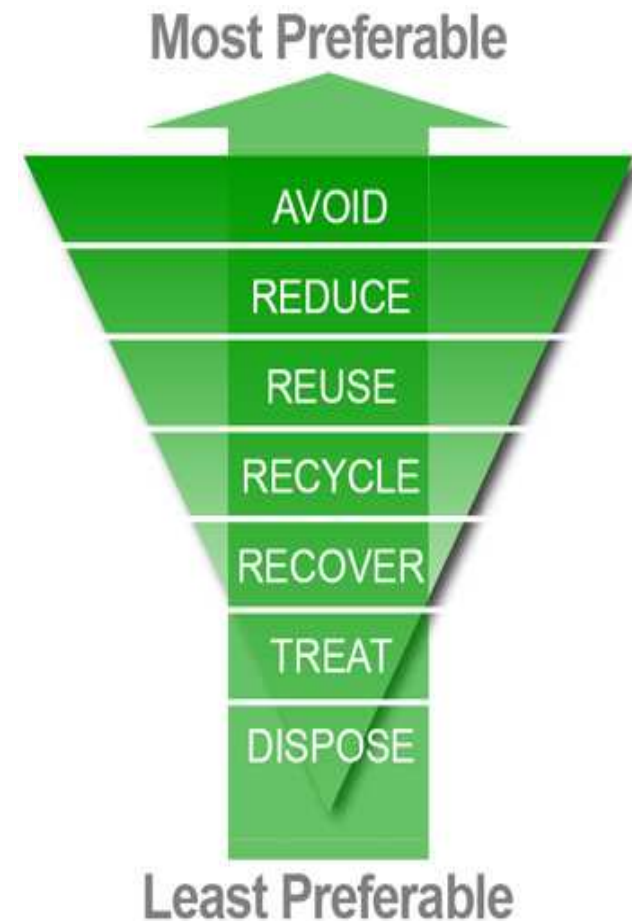 Most Preferable
AVOID
REDUCE
REUSE
RECYCLE
RECOVER
TREAT
DISPOSE
Least Preferable